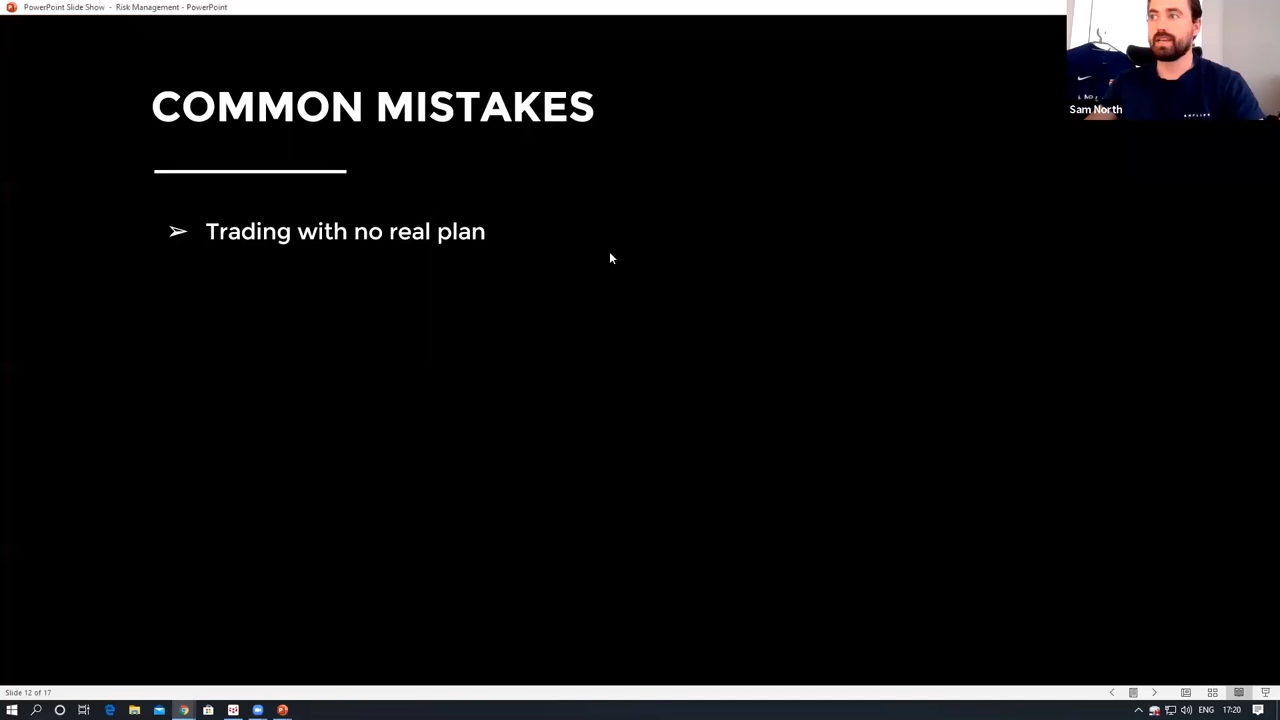 PowerPoint Slide Show - Risk Management - PowerPoint
COMMON MISTAKES
Sam North
➢ Trading with no real plan
Slide 12 of 17
ENG
17:20